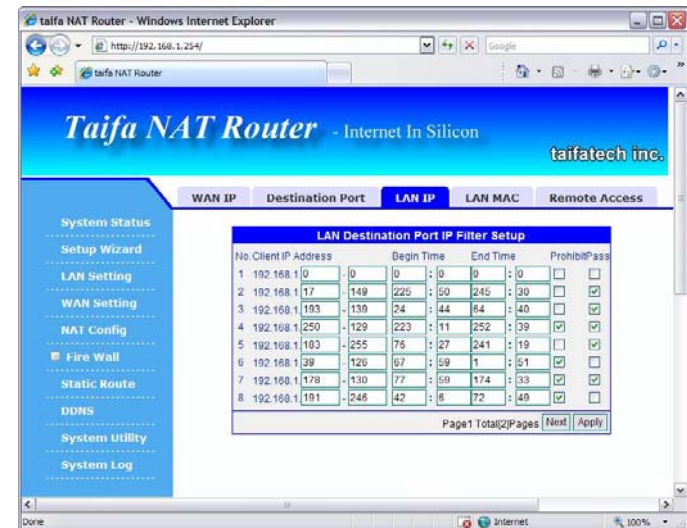 taifa NAT Router - Windows Internet Explorer
http://192.168.1.254/
Google
taifa NAT Router
Taifa NAT Router - Internet In Silicon
taifatech inc.
WAN IP Destination Port LAN IP LAN MAC Remote Access
System Status
Setup Wizard
LAN Setting
WAN Setting
NAT Config
Fire Wall
Static Route
DDNS
System Utility
System Log
LAN Destination Port IP Filter Setup
No. Client IP Address Begin Time End Time Prohibit Pass
1 192.168.1. 0 - 0 0 : 0 0 : 0
2 192.168.1. 17 - 149 225 : 50 245 : 30
3 192.168.1. 193 - 139 24 : 44 64 : 40
4 192.168.1. 250 - 129 223 : 11 252 : 39
5 192.168.1. 183 - 255 76 : 27 241 : 19
6 192.168.1. 39 - 126 67 : 59 1 : 51
7 192.168.1. 178 - 130 77 : 59 174 : 33
8 192.168.1. 191 - 246 42 : 6 72 : 49
Page1 Total[2]Pages Next Apply
Done Internet 100%